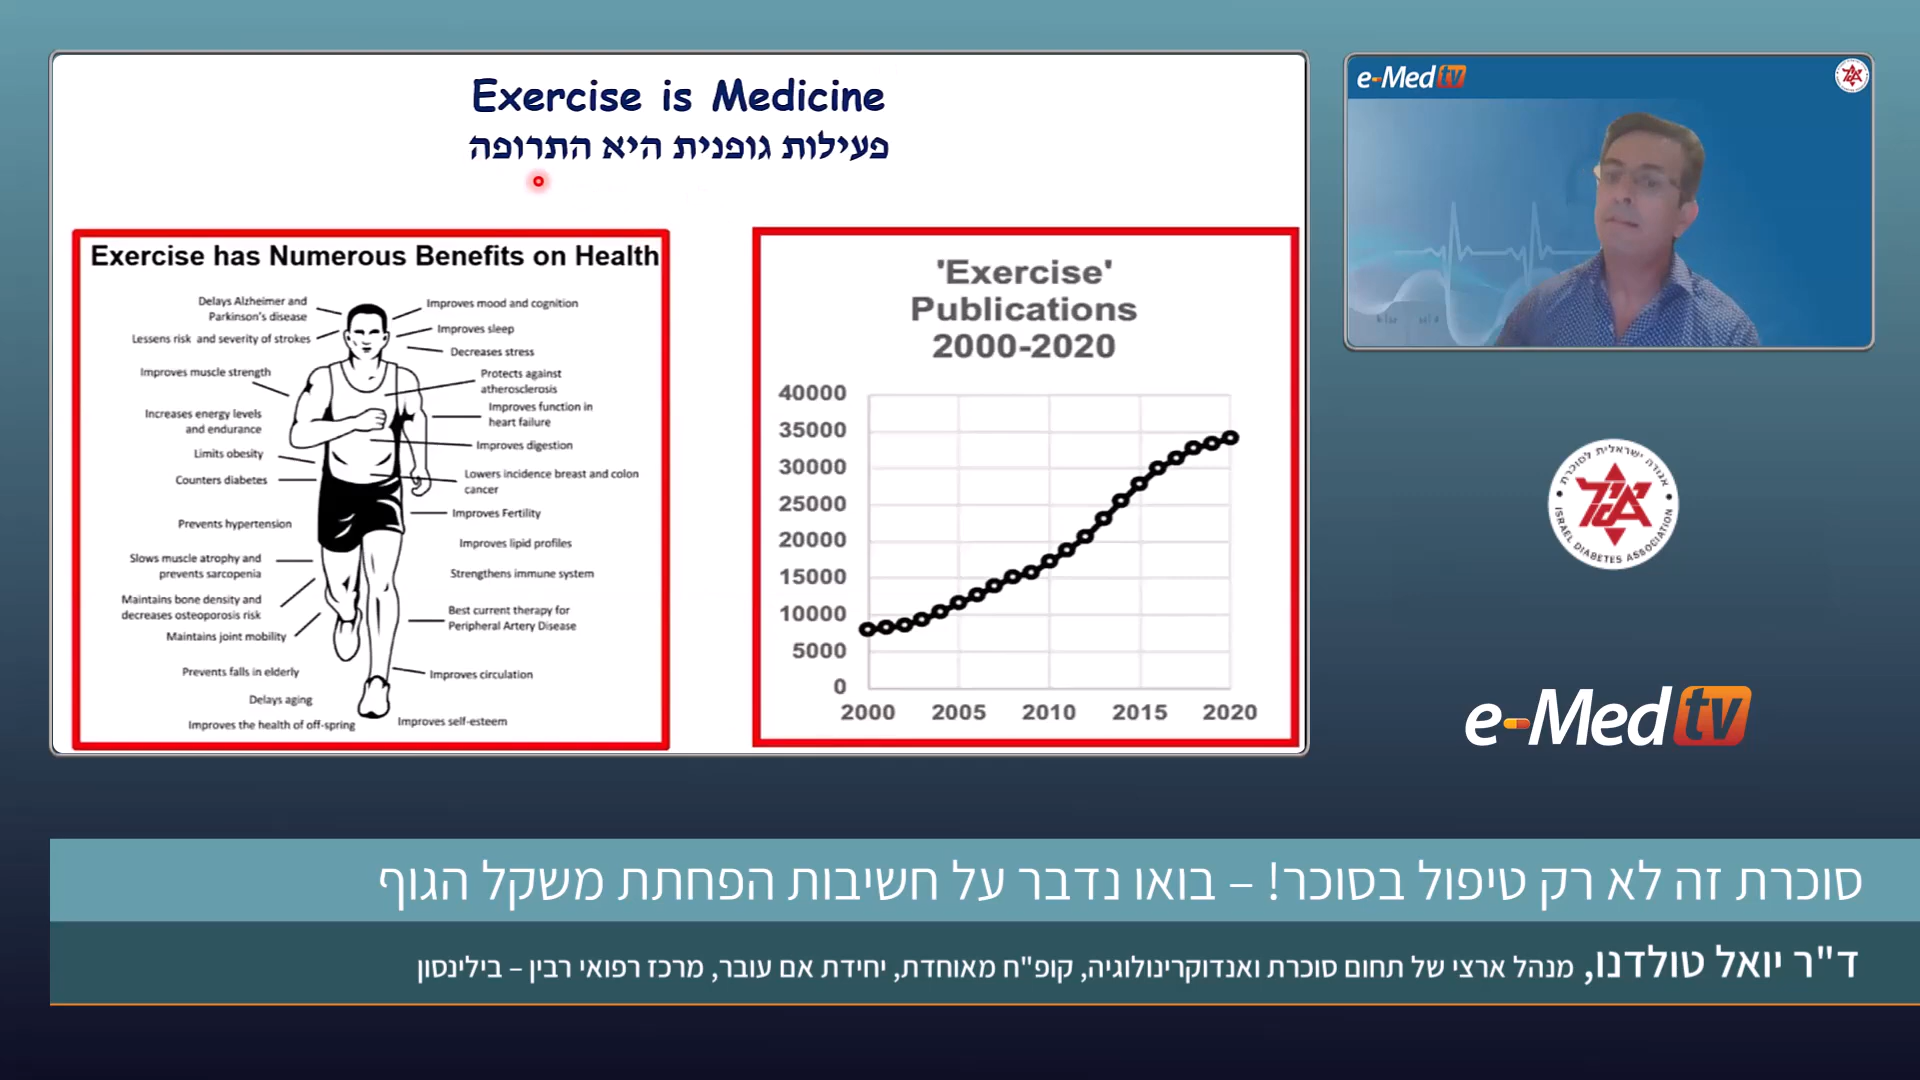 Exercise is Medicine
פעילות גופנית היא התרופה
Exercise has Numerous Benefits on Health
Delays Alzheimer and
Parkinson's disease
Lessens risk and severity of strokes
Improves muscle strength
Increases energy levels
and endurance
Limits obesity
Counters diabetes
Prevents hypertension
Slows muscle atrophy and
prevents sarcopenia
Maintains bone density and
decreases osteoporosis risk
Maintains joint mobility
Prevents falls in elderly
Delays aging
Improves the health of off-spring
Improves mood and cognition
Improves sleep
Decreases stress
Protects against
atherosclerosis
Improves function in
heart failure
Improves digestion
Lowers incidence breast and colon
cancer
Improves Fertility
Improves lipid profiles
Strengthens immune system
Best current therapy for
Peripheral Artery Disease
Improves circulation
Improves self-esteem
'Exercise'
Publications
2000-2020
40000
35000
30000
25000
20000
15000
10000
5000
0
2000 2005 2010 2015 2020
e-Med tv
אגודה ישראלית לסוכרת
איל
ISRAEL DIABETES ASSOCIATION
e-Med tv
סוכרת זה לא רק טיפול בסוכר! – בואו נדבר על חשיבות הפחתת משקל הגוף
ד"ר יואל טולדנו, מנהל ארצי של תחום סוכרת ואנדוקרינולוגיה, קופ"ח מאוחדת, יחידת אם עובר, מרכז רפואי רבין – בילינסון